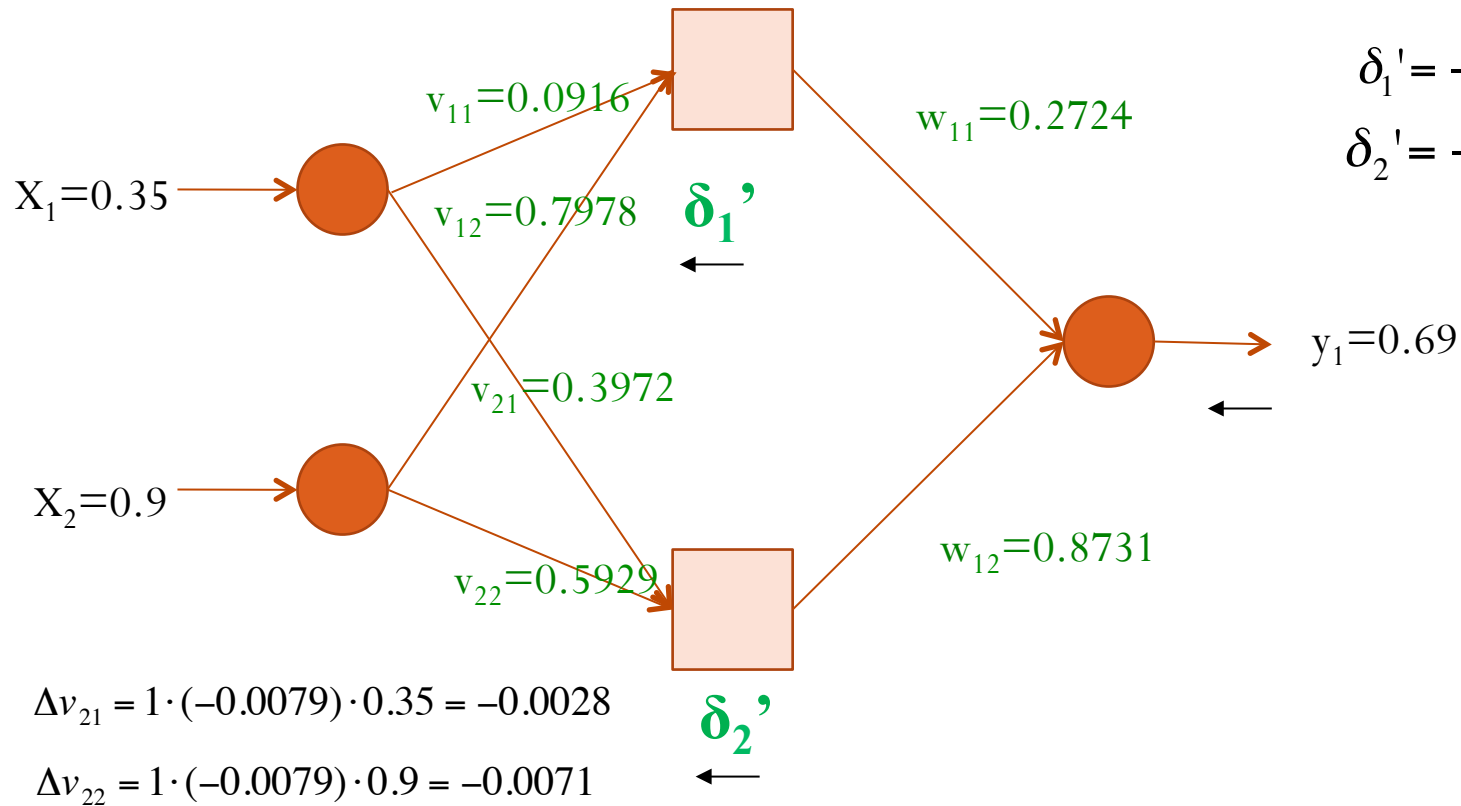 δ₁'= -
v₁₁=0.0916
w₁₁=0.2724
δ₂'= -
X₁=0.35
v₁₂=0.7978
δ₁’
y₁=0.69
v₂₁=0.3972
X₂=0.9
w₁₂=0.8731
v₂₂=0.5929
Δv₂₁ = 1·(−0.0079)·0.35 = −0.0028
δ₂’
Δv₂₂ = 1·(−0.0079)·0.9 = −0.0071